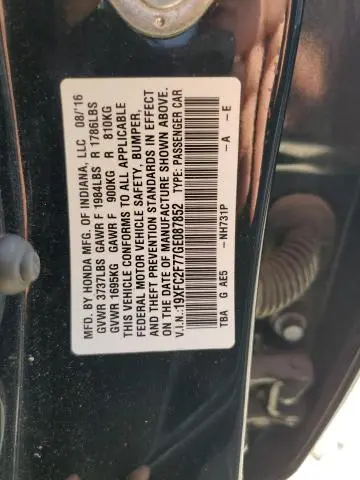 MFD. BY HONDA MFG. OF INDIANA, LLC 08/'16
GVWR 3737LBS GAWR F 1984LBS R 1786LBS
GVWR 1695KG GAWR F 900KG R 810KG
THIS VEHICLE CONFORMS TO ALL APPLICABLE
FEDERAL MOTOR VEHICLE SAFETY, BUMPER,
AND THEFT PREVENTION STANDARDS IN EFFECT
ON THE DATE OF MANUFACTURE SHOWN ABOVE.
V.I.N.:19XFC2F77GE087852 TYPE: PASSENGER CAR
TBA G AE5 -NH731P -A -E